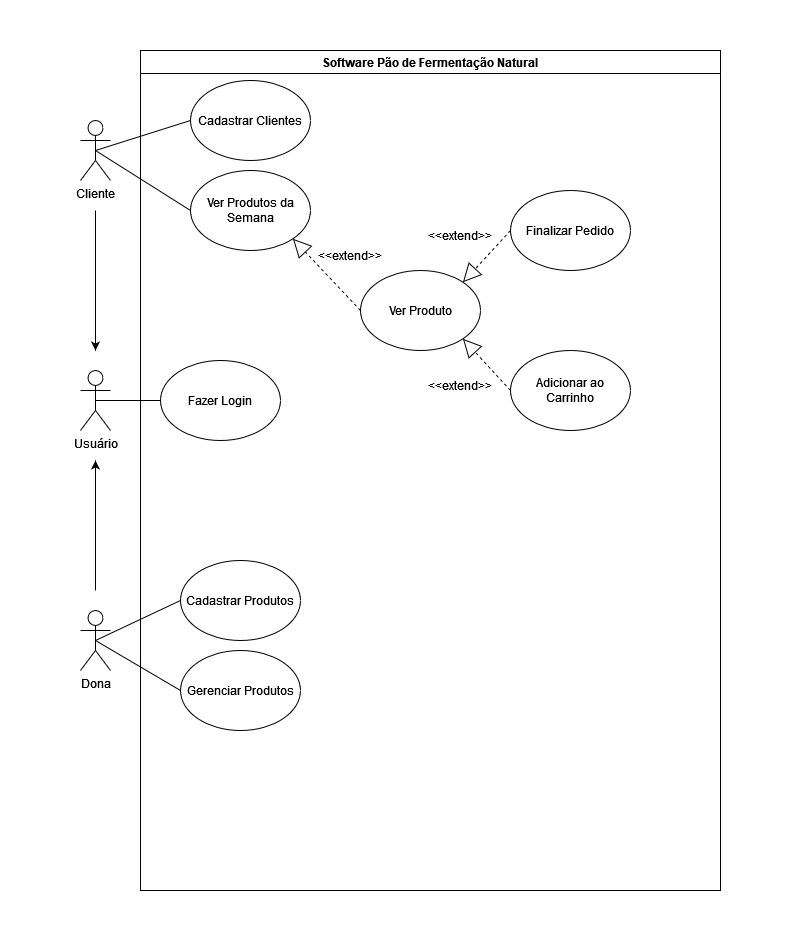 Software Pão de Fermentação Natural
Cadastrar Clientes
Cliente
Ver Produtos da
Semana
<<extend>>
<<extend>>
Finalizar Pedido
Ver Produto
<<extend>>
Adicionar ao
Carrinho
Fazer Login
Usuário
Cadastrar Produtos
Dona
Gerenciar Produtos